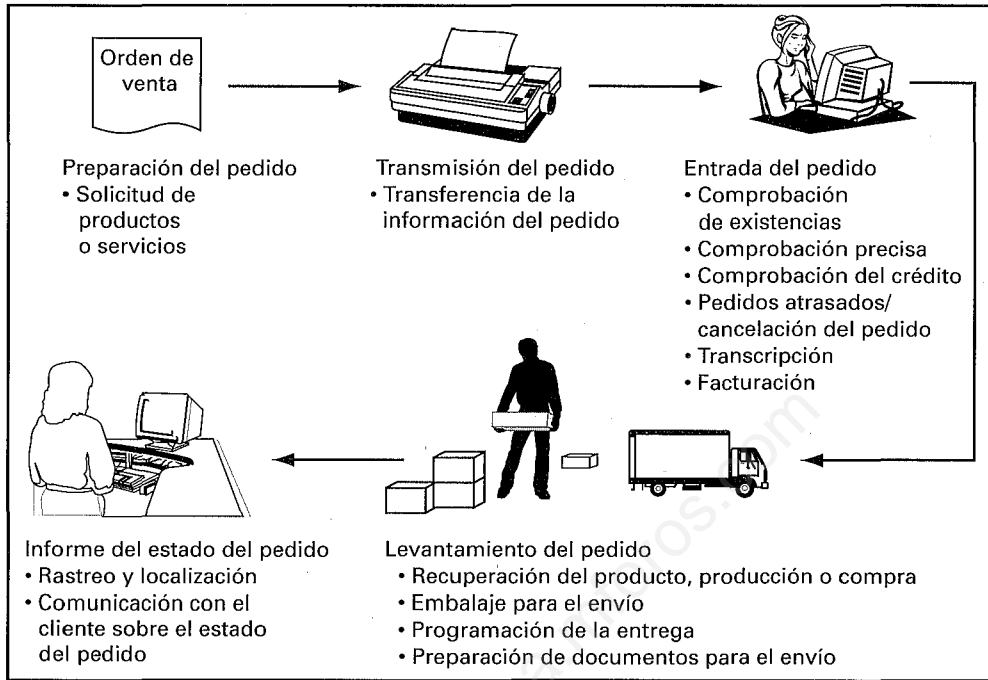 Orden de
venta
Preparación del pedido
• Solicitud de
productos
o servicios
Transmisión del pedido
• Transferencia de la
información del pedido
Entrada del pedido
• Comprobación
de existencias
• Comprobación precisa
• Comprobación del crédito
• Pedidos atrasados/
cancelación del pedido
• Transcripción
• Facturación
Levantamiento del pedido
• Recuperación del producto, producción o compra
• Embalaje para el envío
• Programación de la entrega
• Preparación de documentos para el envío
Informe del estado del pedido
• Rastreo y localización
• Comunicación con el
cliente sobre el estado
del pedido